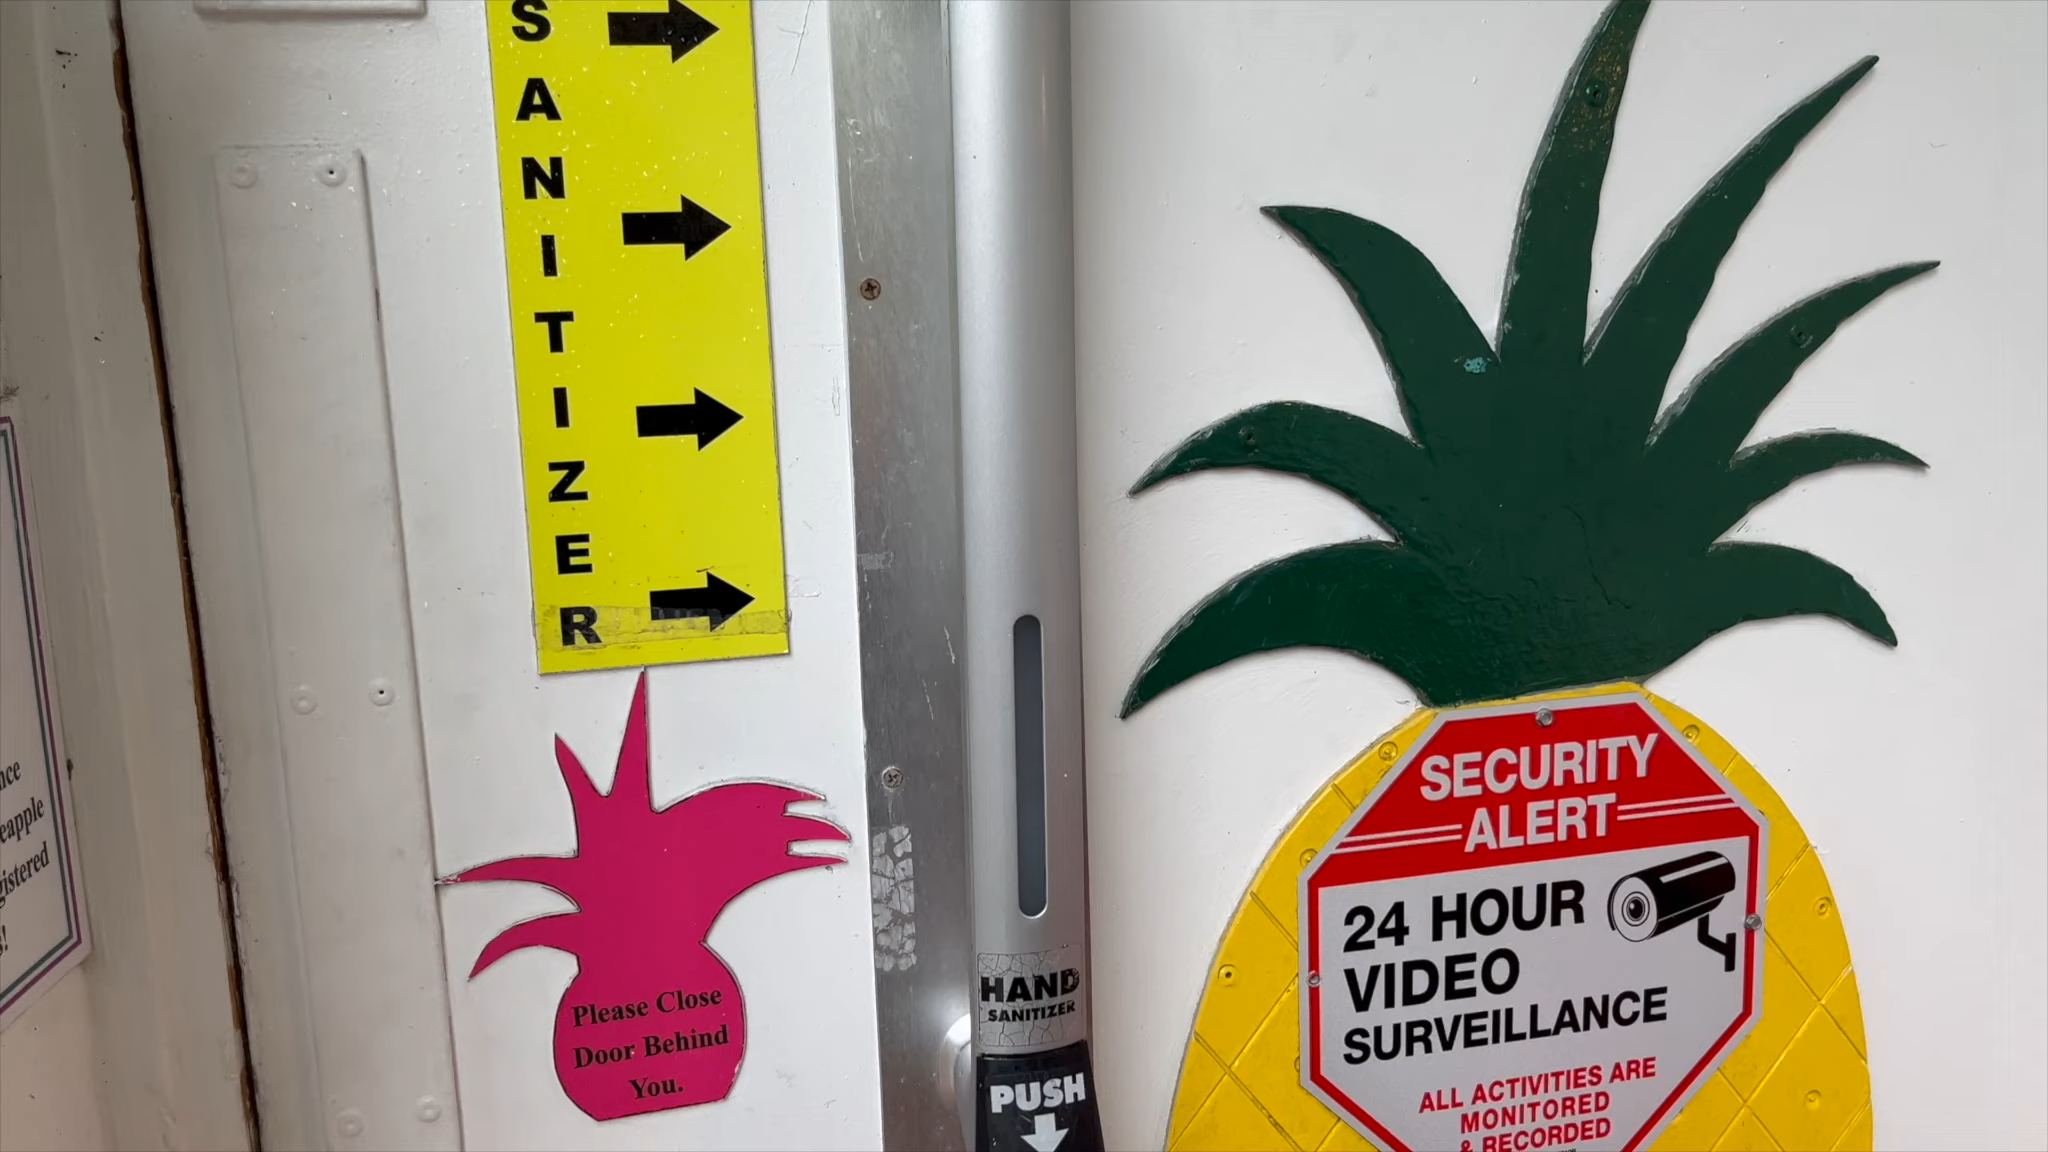 SANITIZER
Please Close
Door Behind
You.
HAND
SANITIZER
PUSH
SECURITY
ALERT
24 HOUR
VIDEO
SURVEILLANCE
ALL ACTIVITIES ARE
MONITORED
& RECORDED